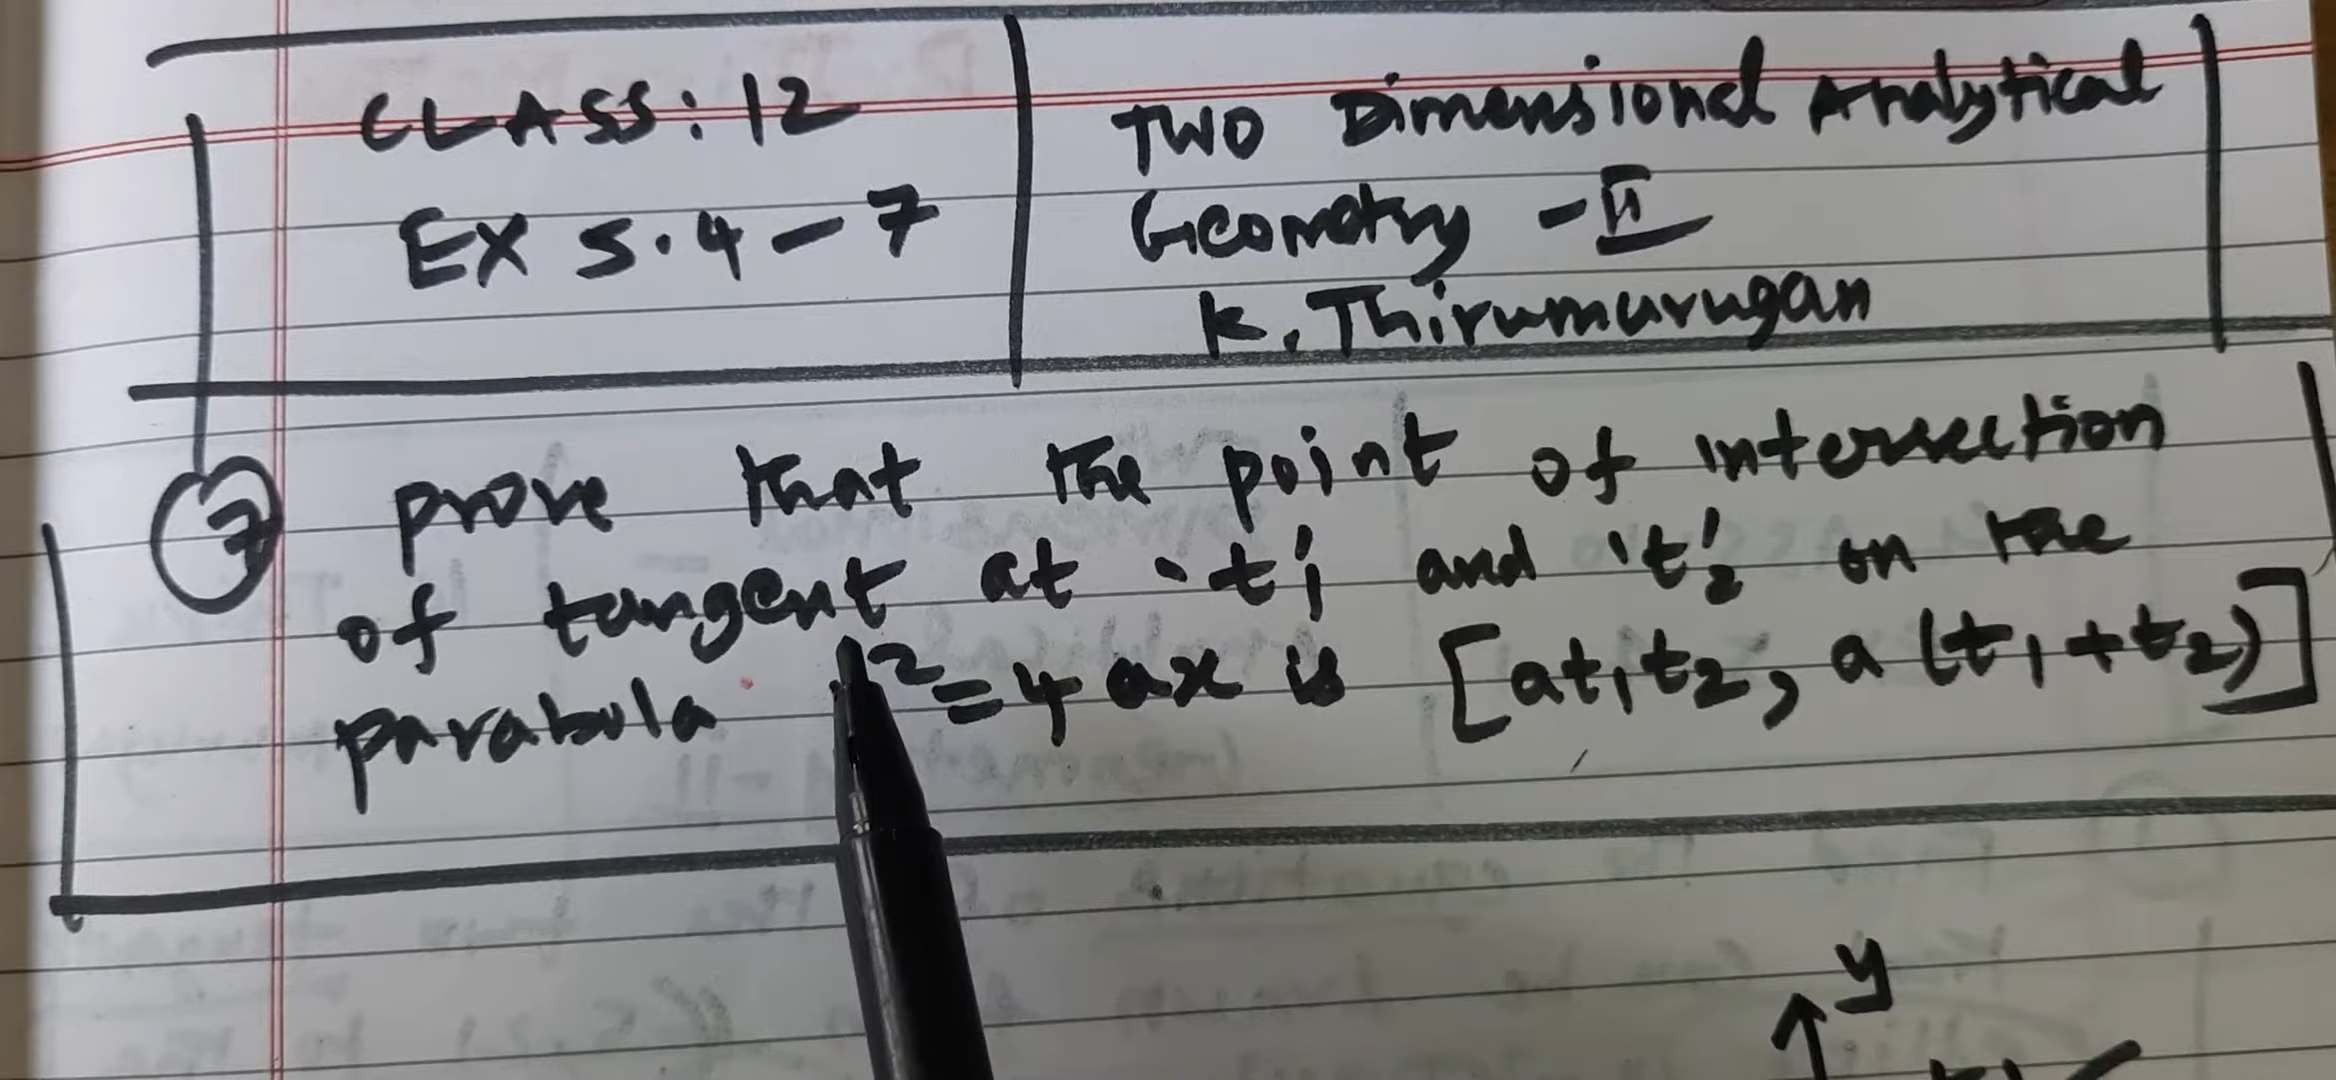 CLASS: 12
EX 5.4 - 7
TWO Dimensional Analytical
Geometry - II
K. Thirumurugan
7 prove that the point of intersection
of tangent at 't1' and 't2' on the
parabola 2 = 4ax is [at1t2, a(t1+t2)]
y